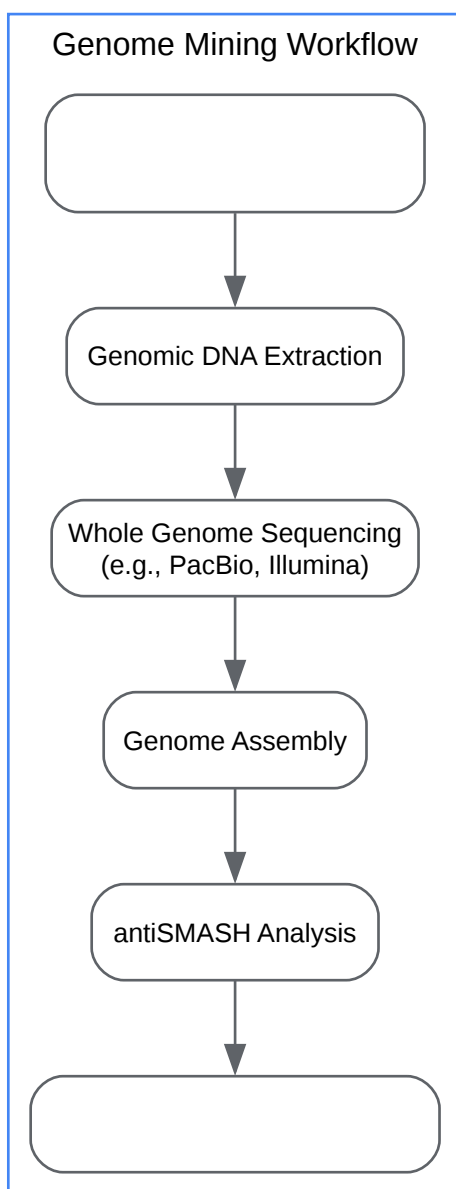 Genome Mining Workflow
Genomic DNA Extraction
Whole Genome Sequencing
(e.g., PacBio, Illumina)
Genome Assembly
antiSMASH Analysis